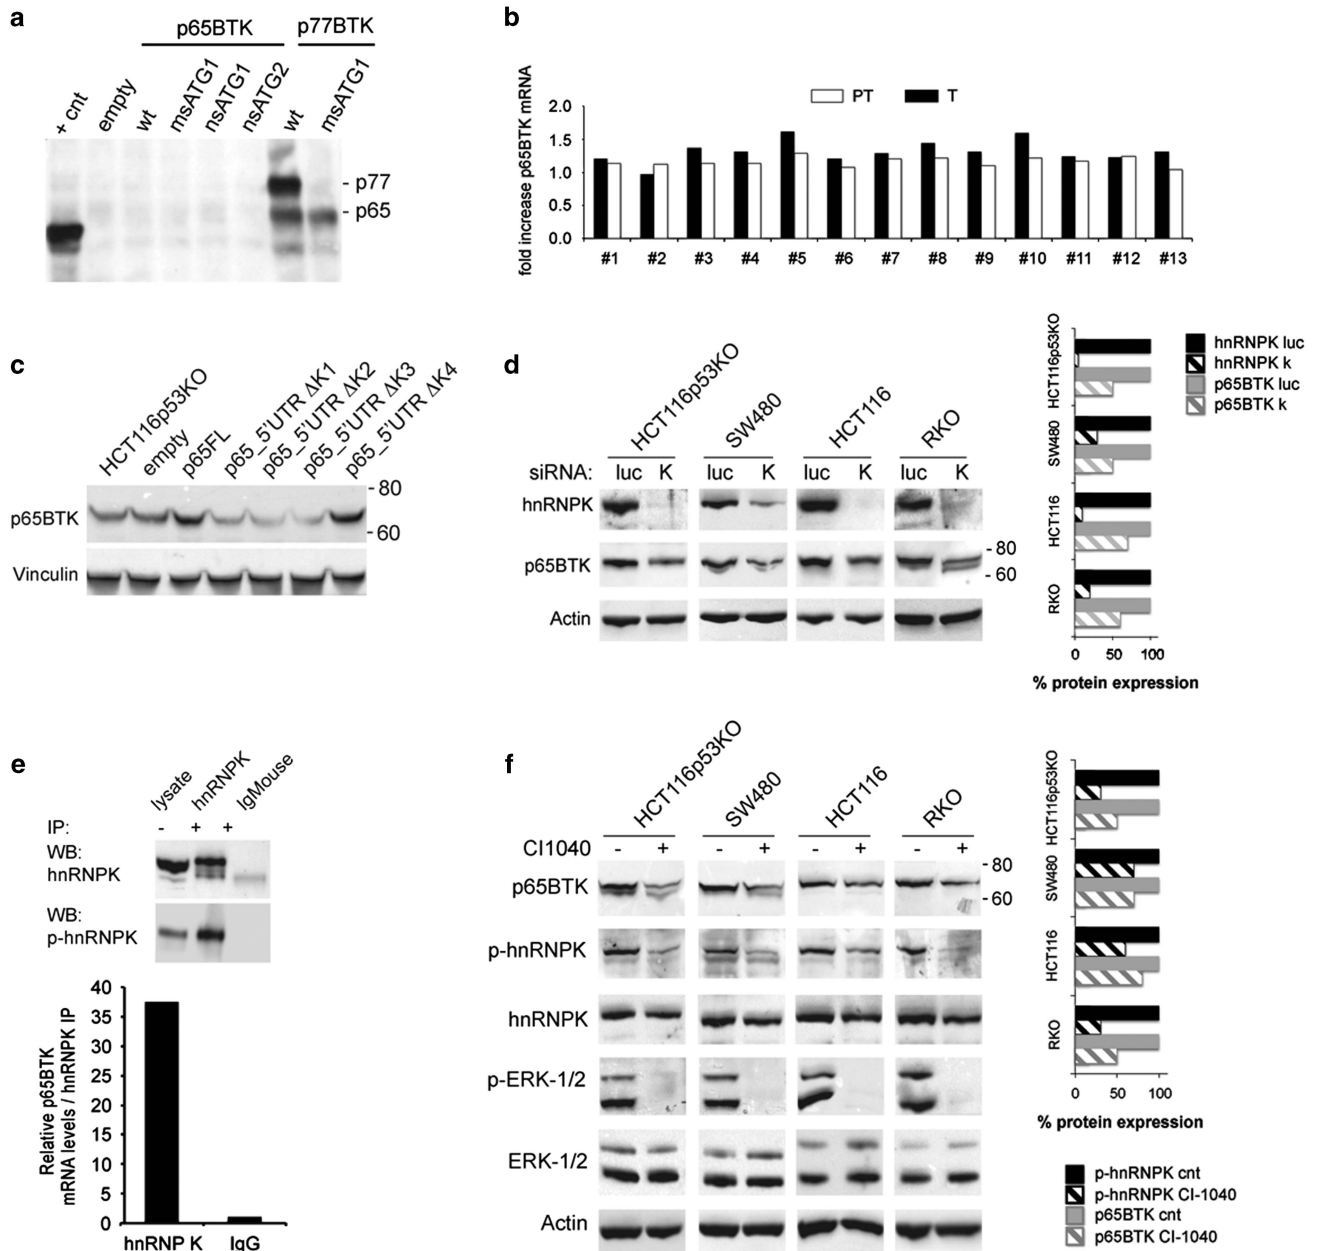 a
p65BTK
p77BTK
+ cnt
empty
wt
msATG1
nsATG1
nsATG2
wt
msATG1
- p77
- p65
b
PT
T
fold increase p65BTK mRNA
2.0
1.5
1.0
0.5
0.0
#1 #2 #3 #4 #5 #6 #7 #8 #9 #10 #11 #12 #13
c
HCT116p53KO
empty
p65FL
p65_5'UTR ΔK1
p65_5'UTR ΔK2
p65_5'UTR ΔK3
p65_5'UTR ΔK4
p65BTK
- 80
- 60
Vinculin
d
HCT116p53KO
SW480
HCT116
RKO
siRNA: luc K luc K luc K luc K
hnRNPK
p65BTK
- 80
- 60
Actin
HCT116p53KO
SW480
HCT116
RKO
0 50 100
% protein expression
hnRNPK luc
hnRNPK k
p65BTK luc
p65BTK k
e
lysate
hnRNPK
IgMouse
IP: - + +
WB:
hnRNPK
WB:
p-hnRNPK
Relative p65BTK
mRNA levels / hnRNPK IP
40
35
30
25
20
15
10
5
0
hnRNP K IgG
f
HCT116p53KO
SW480
HCT116
RKO
CI1040 - + - + - + - +
p65BTK
- 80
- 60
p-hnRNPK
hnRNPK
p-ERK-1/2
ERK-1/2
Actin
HCT116p53KO
SW480
HCT116
RKO
0 50 100
% protein expression
p-hnRNPK cnt
p-hnRNPK CI-1040
p65BTK cnt
p65BTK CI-1040